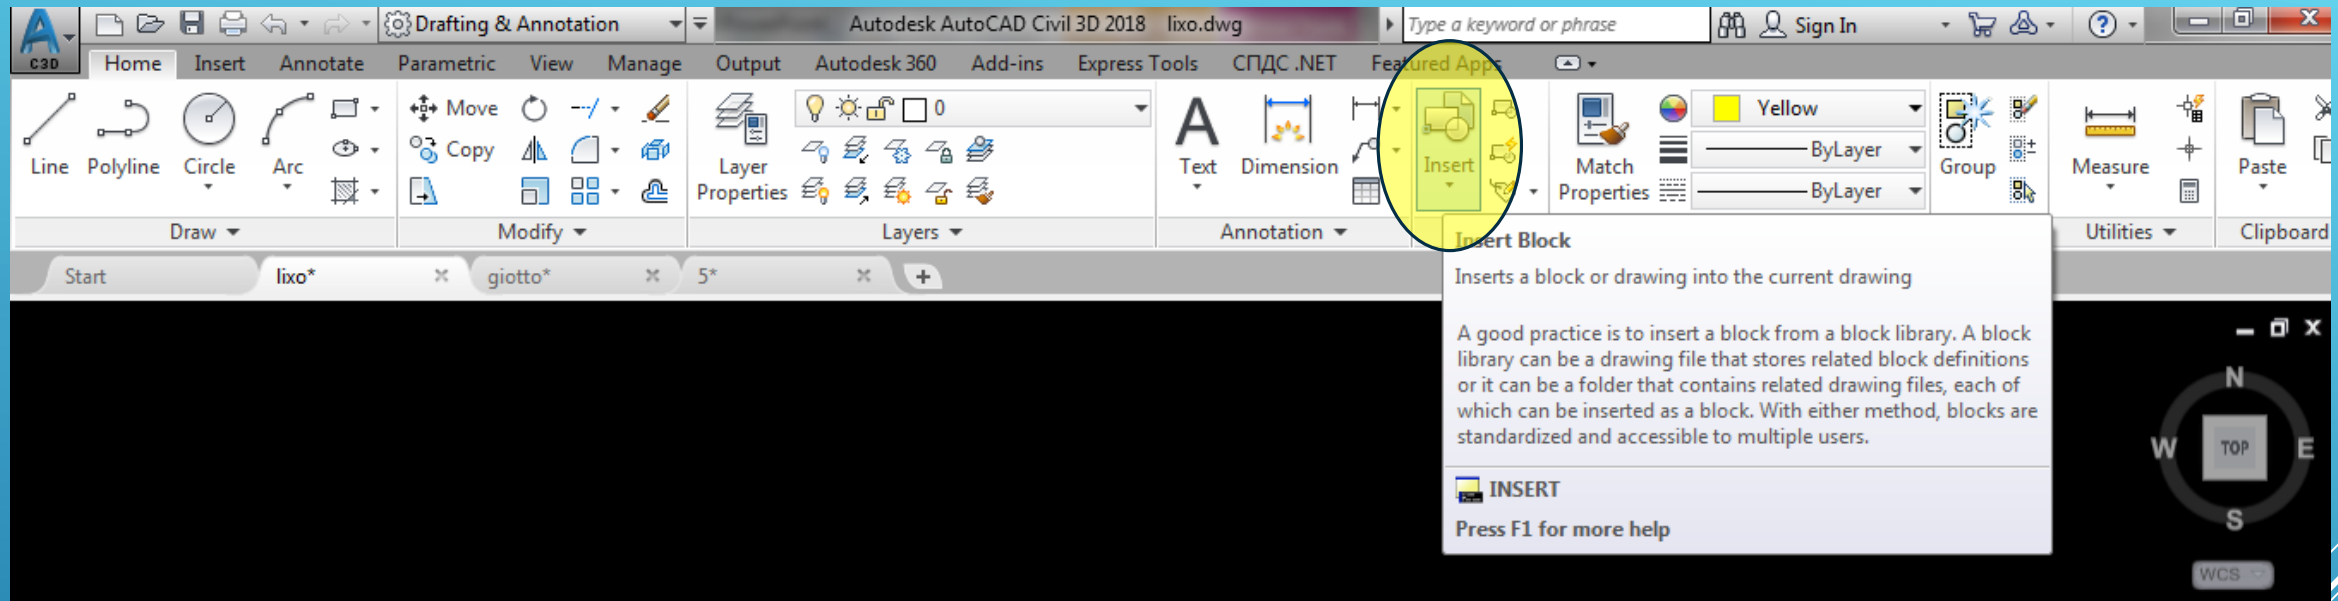 Drafting & Annotation
Autodesk AutoCAD Civil 3D 2018 lixo.dwg
Type a keyword or phrase
Sign In
C3D
Home Insert Annotate Parametric View Manage Output Autodesk 360 Add-ins Express Tools СПДС .NET Featured Apps
0
Yellow
Line Polyline Circle Arc
Move
Copy
Layer
Properties
A
Text Dimension
Insert
Match
Properties
ByLayer
ByLayer
Group
Measure
Paste
Draw Modify Layers Annotation Utilities Clipboard
Start lixo* giotto* 5*
Insert Block
Inserts a block or drawing into the current drawing
A good practice is to insert a block from a block library. A block
library can be a drawing file that stores related block definitions
or it can be a folder that contains related drawing files, each of
which can be inserted as a block. With either method, blocks are
standardized and accessible to multiple users.
INSERT
Press F1 for more help
N
W TOP E
S
WCS